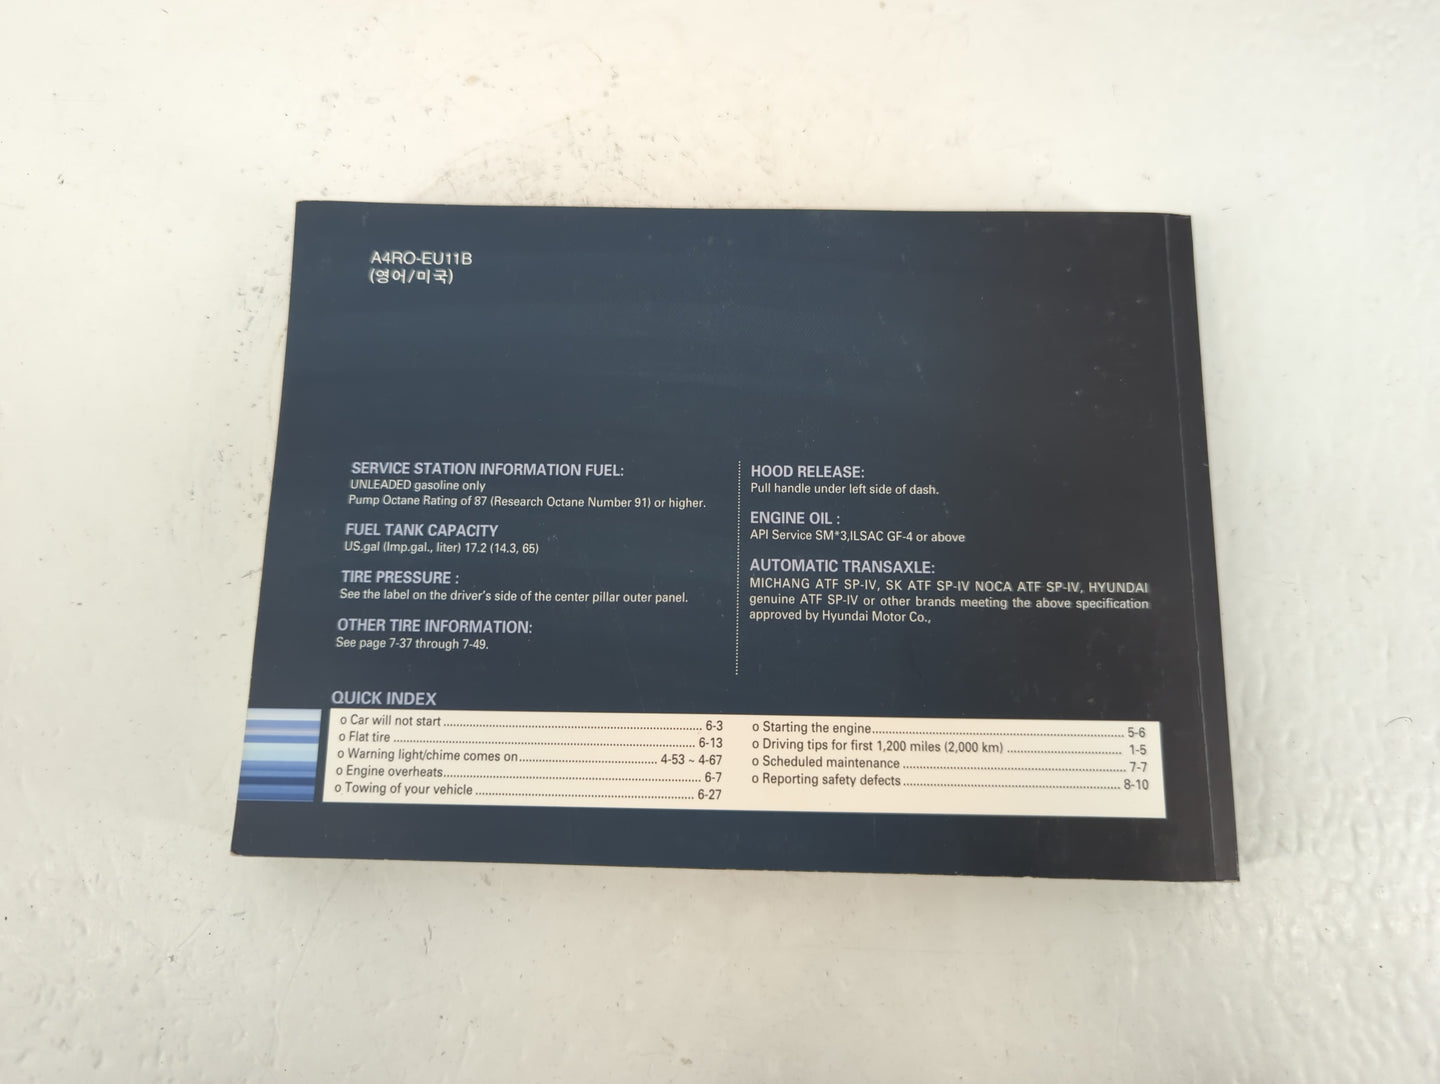 A4RO-EU11B
(영어/미국)
SERVICE STATION INFORMATION FUEL:
UNLEADED gasoline only
Pump Octane Rating of 87 (Research Octane Number 91) or higher.
FUEL TANK CAPACITY
US.gal (Imp.gal., liter) 17.2 (14.3, 65)
TIRE PRESSURE :
See the label on the driver's side of the center pillar outer panel.
OTHER TIRE INFORMATION:
See page 7-37 through 7-49.
HOOD RELEASE:
Pull handle under left side of dash.
ENGINE OIL :
API Service SM*3,ILSAC GF-4 or above
AUTOMATIC TRANSAXLE:
MICHANG ATF SP-IV, SK ATF SP-IV NOCA ATF SP-IV, HYUNDAI
genuine ATF SP-IV or other brands meeting the above specification
approved by Hyundai Motor Co.,
QUICK INDEX
o Car will not start ........ 6-3
o Flat tire ........ 6-13
o Warning light/chime comes on ........ 4-53 ~ 4-67
o Engine overheats ........ 6-7
o Towing of your vehicle ........ 6-27
o Starting the engine ........ 5-6
o Driving tips for first 1,200 miles (2,000 km) ........ 1-5
o Scheduled maintenance ........ 7-7
o Reporting safety defects ........ 8-10